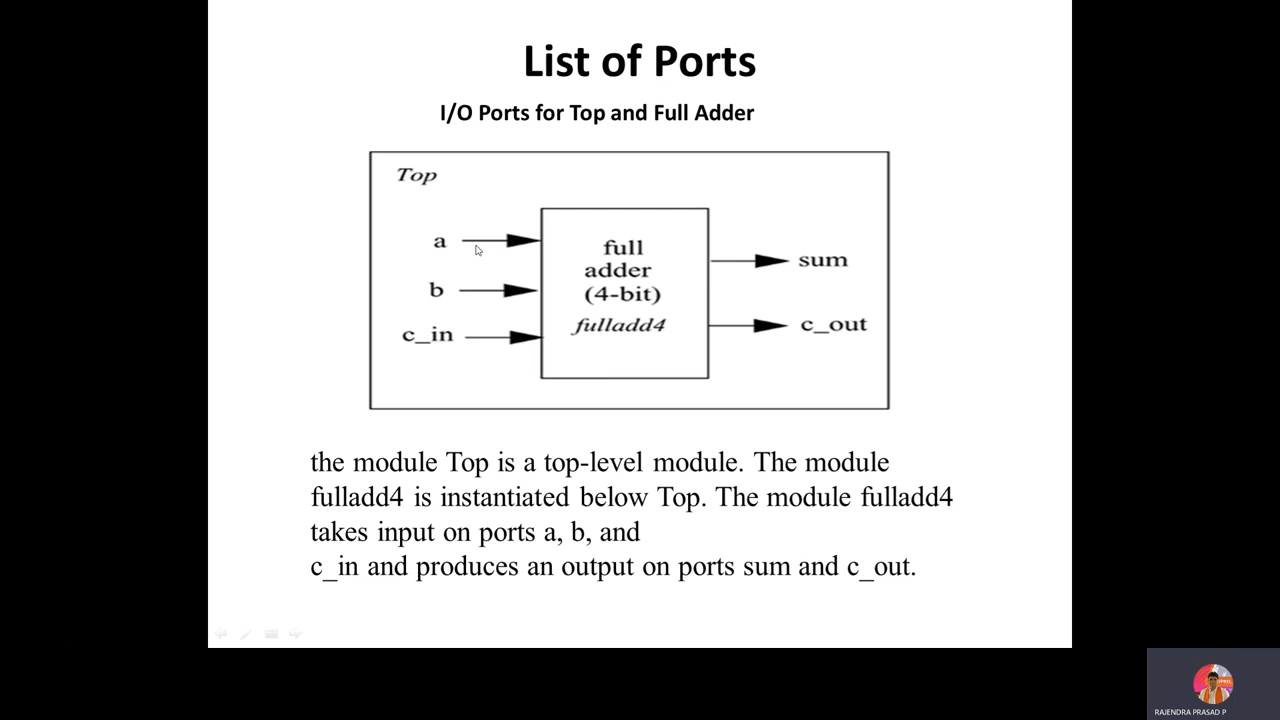 List of Ports
I/O Ports for Top and Full Adder
Top
a
b
c_in
full
adder
(4-bit)
fulladd4
sum
c_out
the module Top is a top-level module. The module
fulladd4 is instantiated below Top. The module fulladd4
takes input on ports a, b, and
c_in and produces an output on ports sum and c_out.
RAJENDRA PRASAD P